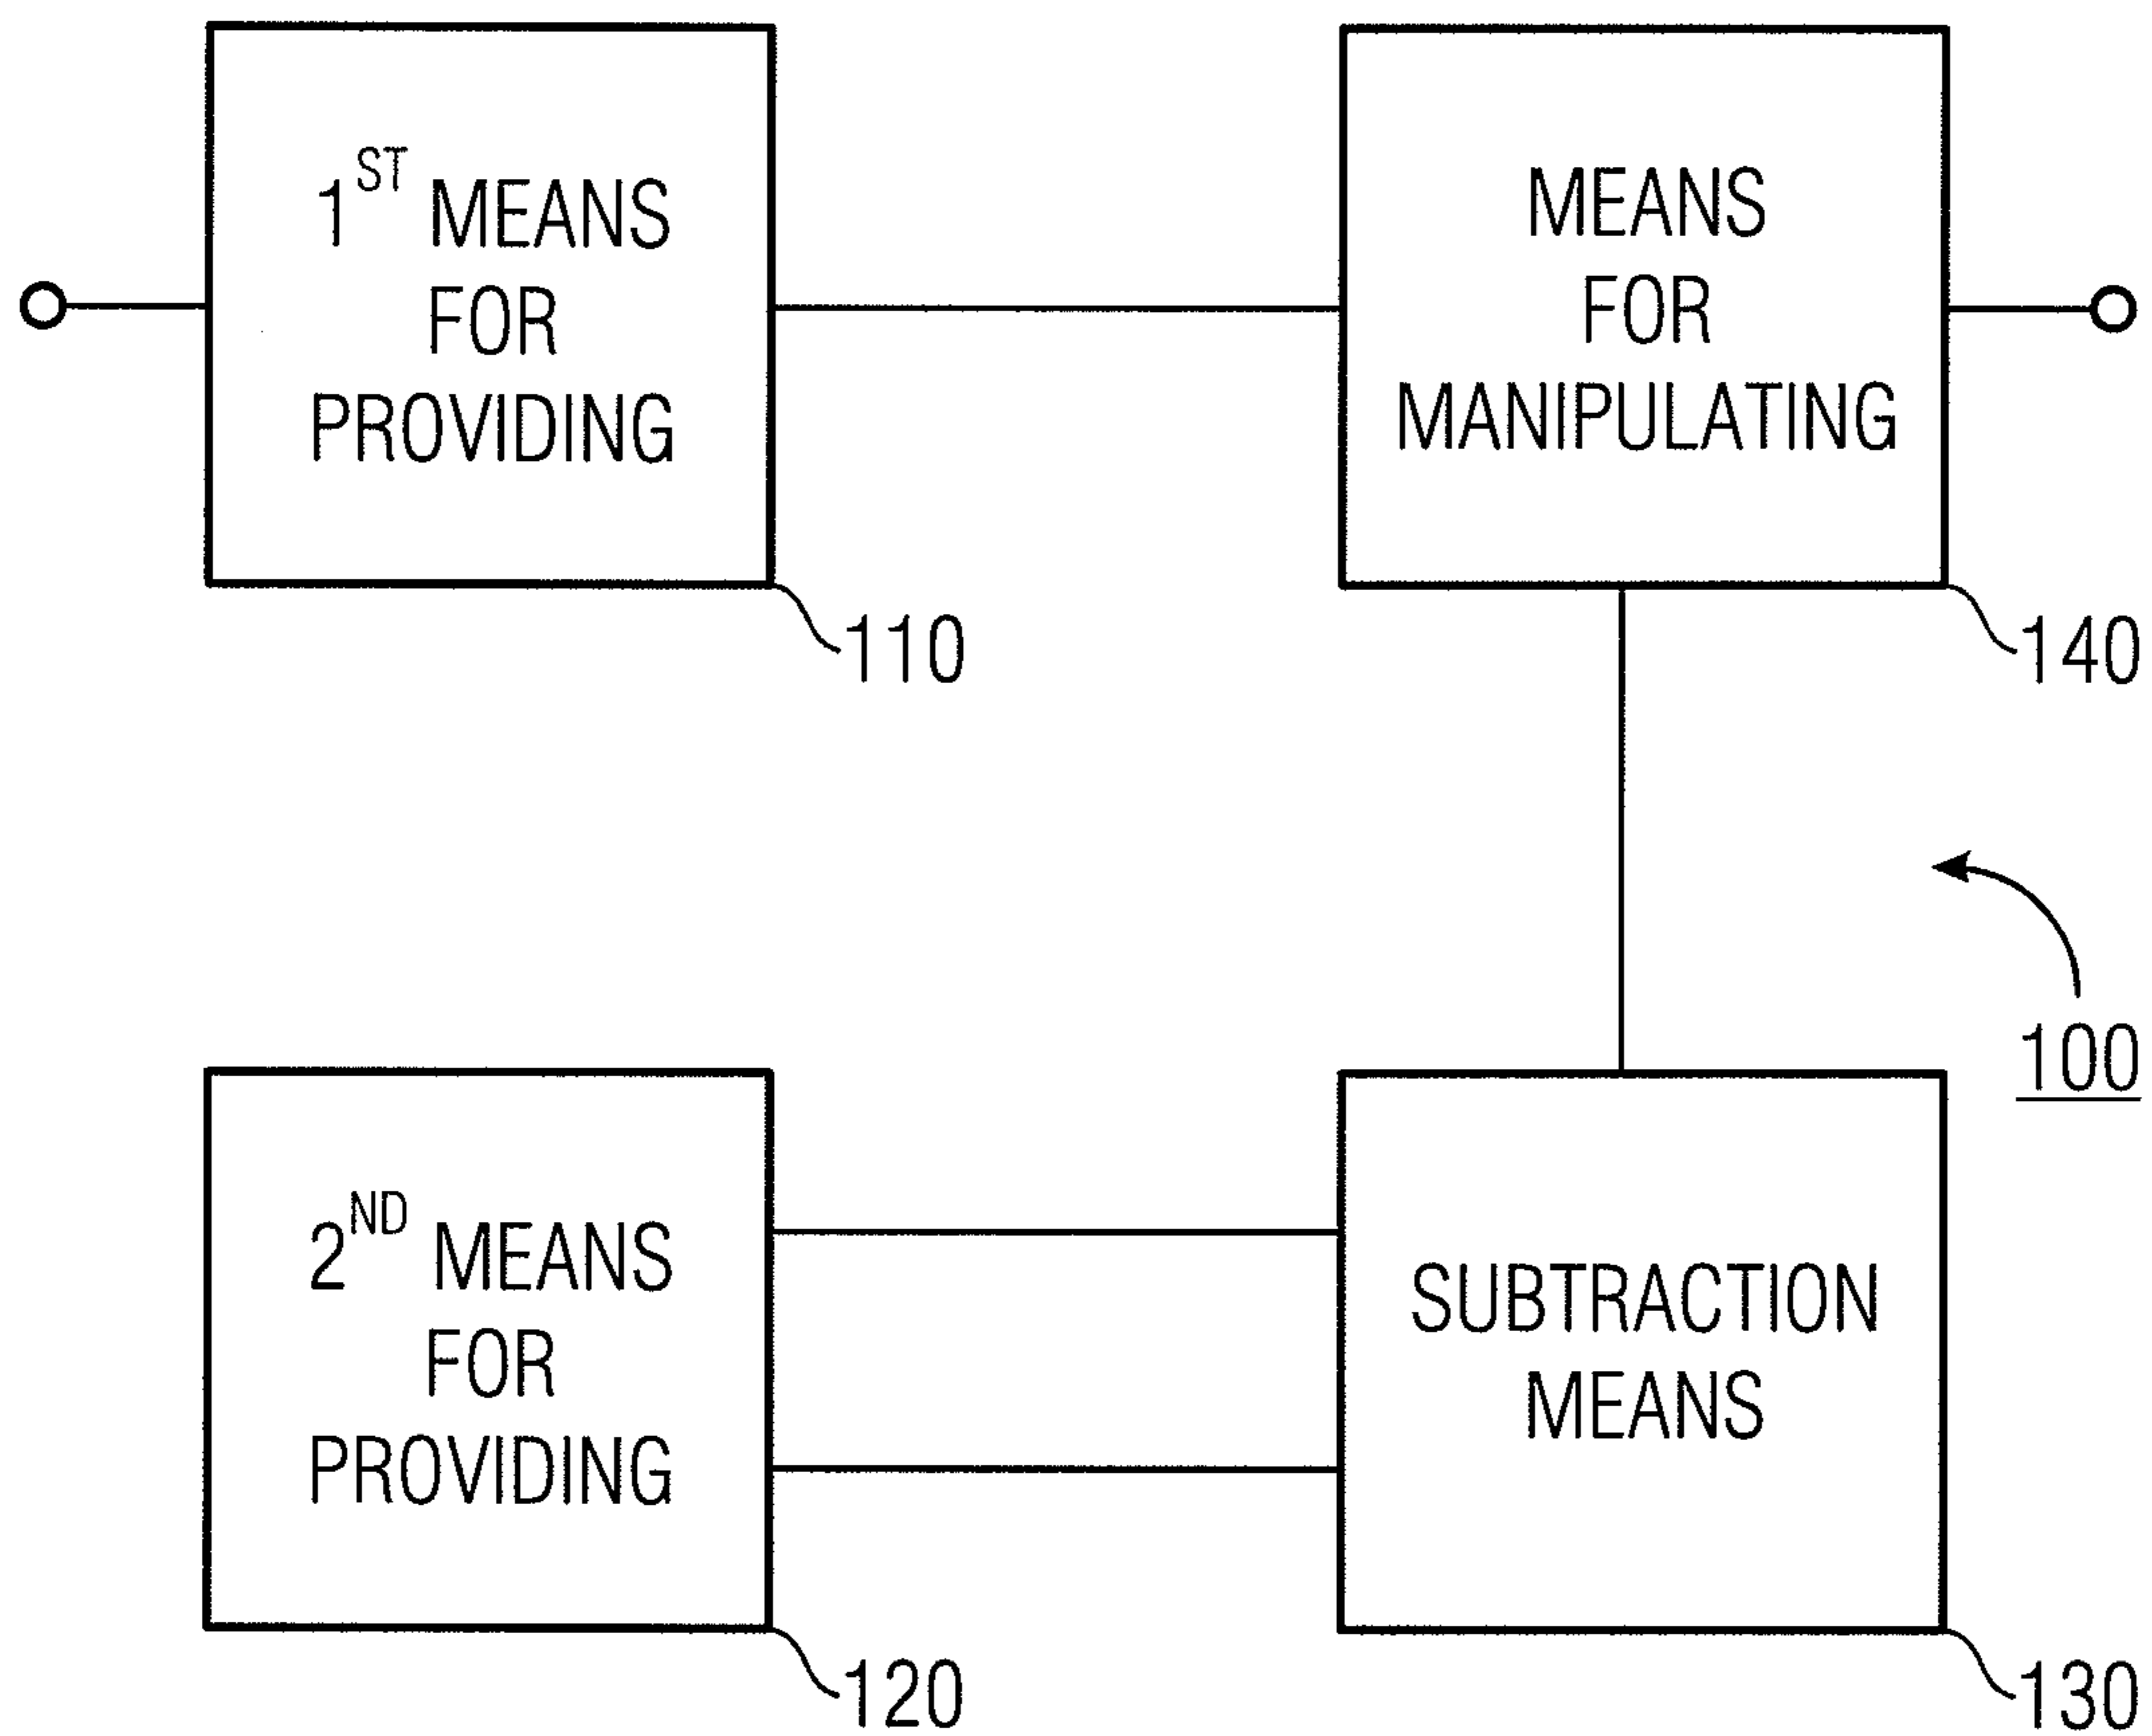 1ST MEANS
FOR
PROVIDING
110
MEANS
FOR
MANIPULATING
140
100
2ND MEANS
FOR
PROVIDING
120
SUBTRACTION
MEANS
130